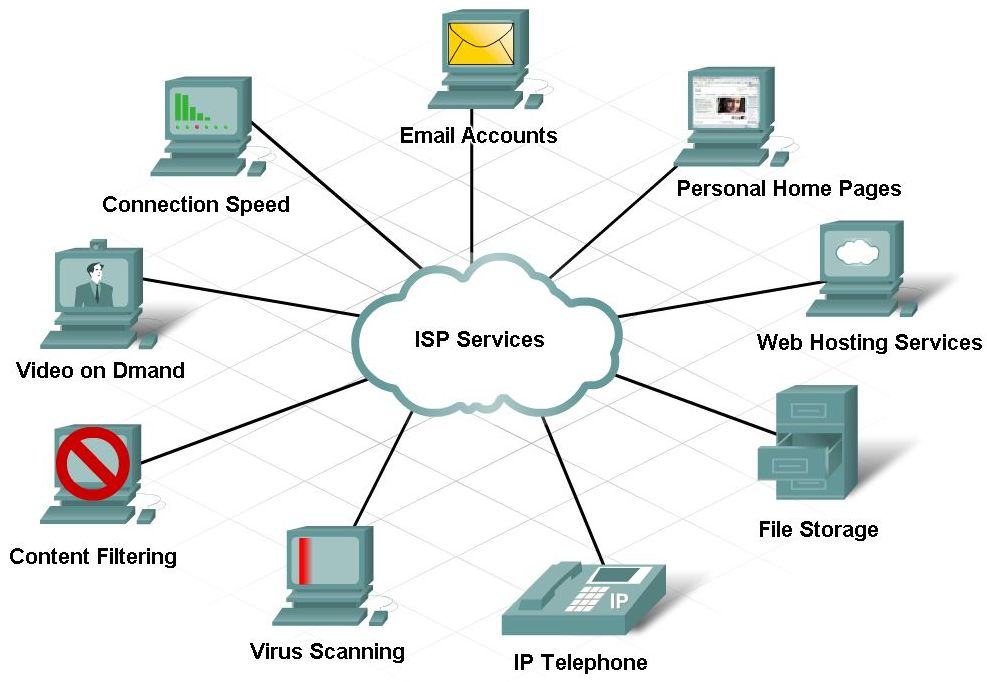 Email Accounts
Personal Home Pages
Connection Speed
Web Hosting Services
ISP Services
Video on Dmand
File Storage
Content Filtering
IP
Virus Scanning
IP Telephone